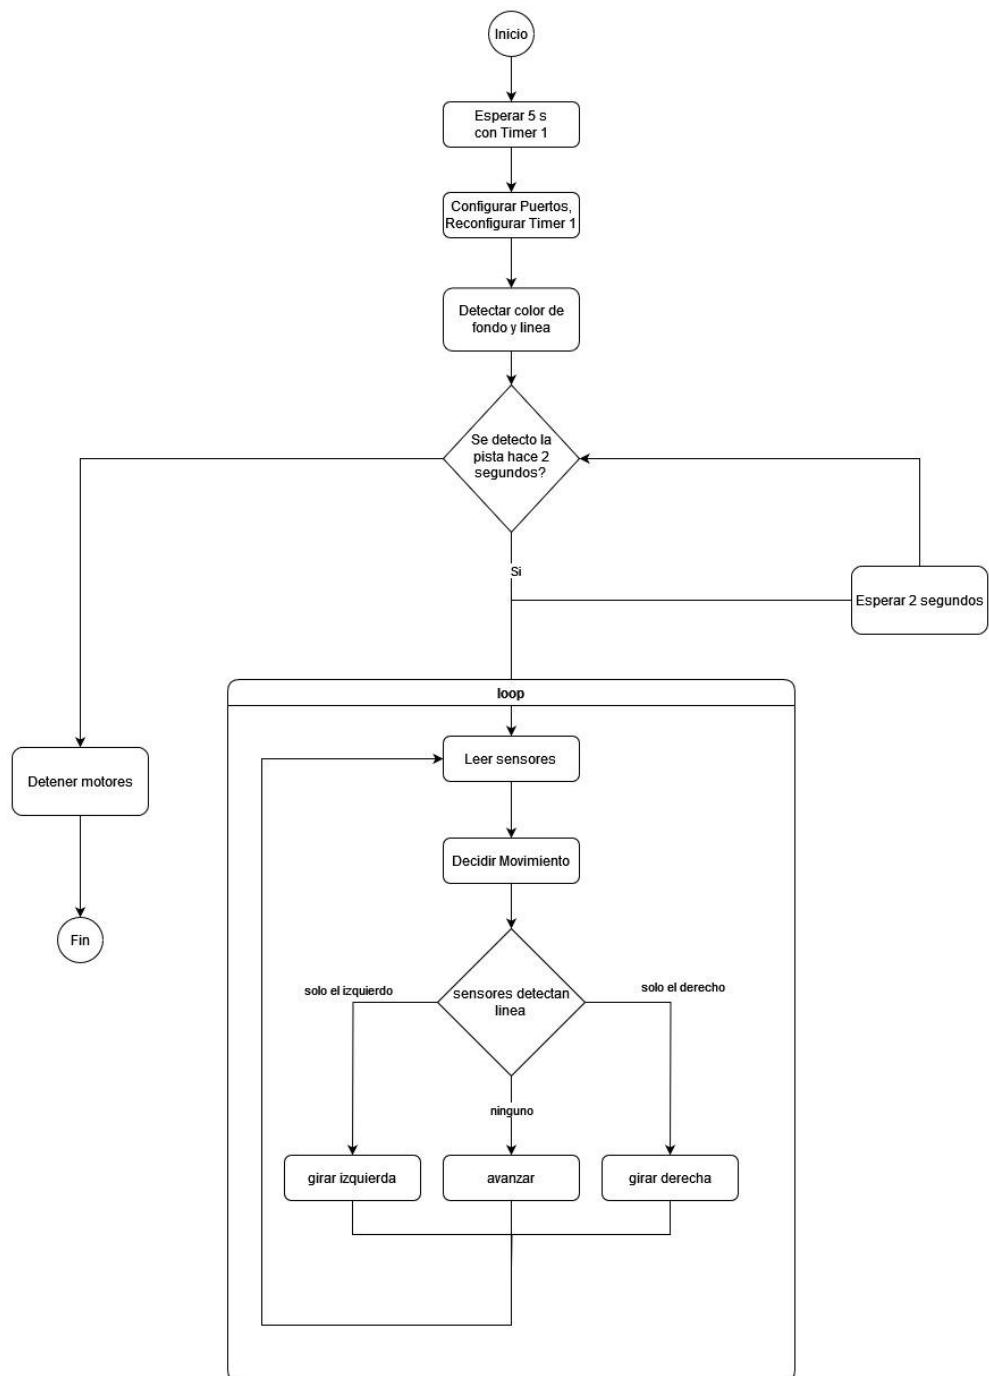 Inicio
Esperar 5 s
con Timer 1
Configurar Puertos,
Reconfigurar Timer 1
Detectar color de
fondo y linea
Se detecto la
pista hace 2
segundos?
Si
Esperar 2 segundos
loop
Leer sensores
Detener motores
Decidir Movimiento
Fin
solo el izquierdo
sensores detectan
linea
solo el derecho
ninguno
girar izquierda
avanzar
girar derecha